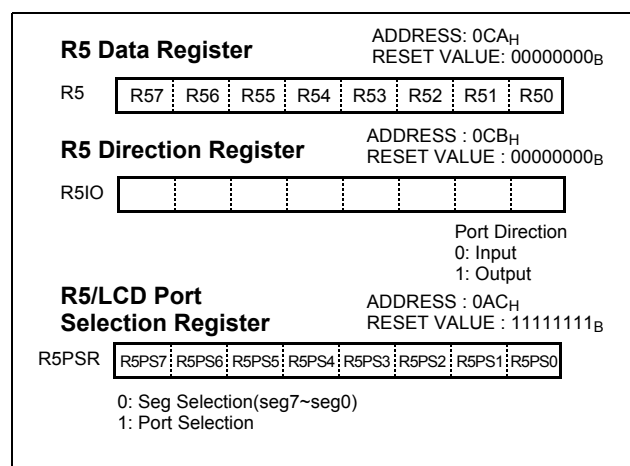 R5 Data Register
ADDRESS: 0CAH
RESET VALUE: 00000000B
R5 R57 R56 R55 R54 R53 R52 R51 R50
R5 Direction Register
ADDRESS : 0CBH
RESET VALUE : 00000000B
R5IO
Port Direction
0: Input
1: Output
R5/LCD Port
Selection Register
ADDRESS : 0ACH
RESET VALUE : 11111111B
R5PSR R5PS7 R5PS6 R5PS5 R5PS4 R5PS3 R5PS2 R5PS1 R5PS0
0: Seg Selection(seg7~seg0)
1: Port Selection